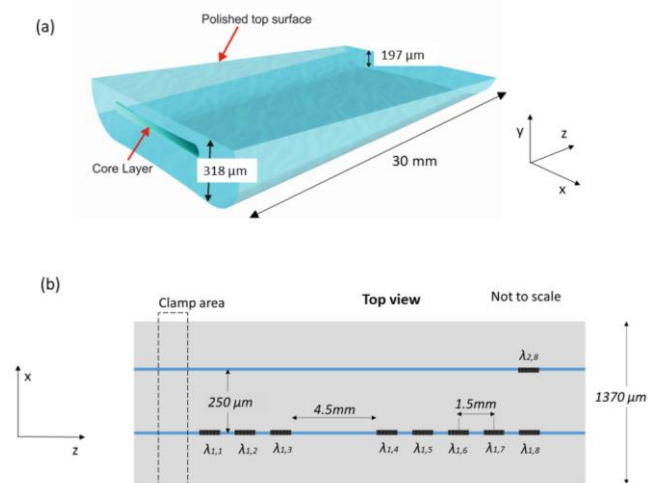 (a)
Polished top surface
197 μm
Core Layer
318 μm
30 mm
y
z
x
(b)
Clamp area
Top view
Not to scale
x
z
λ2,8
250 μm
4.5mm
1.5mm
1370 μm
λ1,1
λ1,2
λ1,3
λ1,4
λ1,5
λ1,6
λ1,7
λ1,8